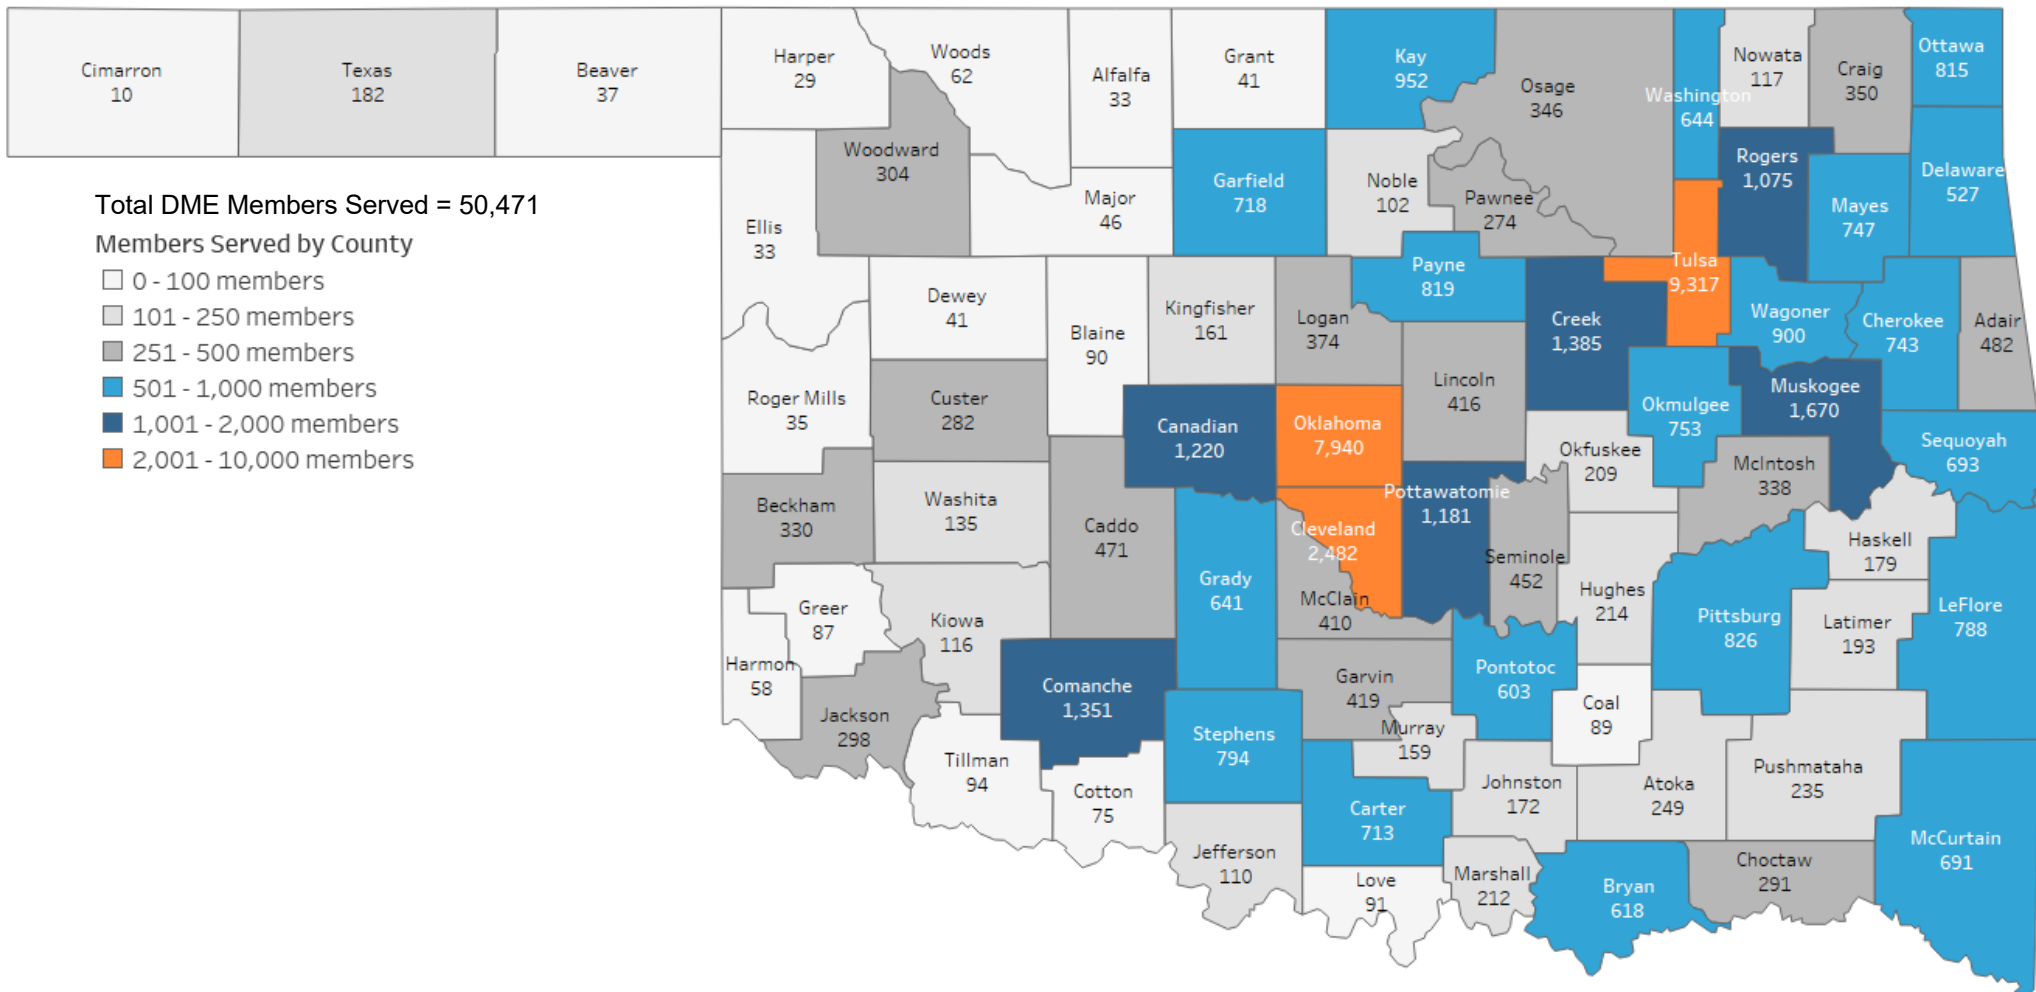 Cimarron
10
Texas
182
Beaver
37
Harper
29
Woods
62
Alfalfa
33
Grant
41
Kay
952
Osage
346
Washington
644
Nowata
117
Craig
350
Ottawa
815
Woodward
304
Ellis
33
Major
46
Garfield
718
Noble
102
Pawnee
274
Rogers
1,075
Mayes
747
Delaware
527
Total DME Members Served = 50,471
Members Served by County
0 - 100 members
101 - 250 members
251 - 500 members
501 - 1,000 members
1,001 - 2,000 members
2,001 - 10,000 members
Dewey
41
Blaine
90
Kingfisher
161
Logan
374
Payne
819
Creek
1,385
Tulsa
9,317
Wagoner
900
Cherokee
743
Adair
482
Roger Mills
35
Custer
282
Canadian
1,220
Oklahoma
7,940
Lincoln
416
Okmulgee
753
Muskogee
1,670
Okfuskee
209
McIntosh
338
Sequoyah
693
Beckham
330
Washita
135
Caddo
471
Grady
641
Cleveland
2,482
Pottawatomie
1,181
Seminole
452
Hughes
214
Haskell
179
Greer
87
Kiowa
116
McClain
410
Pittsburg
826
Latimer
193
LeFlore
788
Harmon
58
Jackson
298
Comanche
1,351
Garvin
419
Pontotoc
603
Coal
89
Tillman
94
Cotton
75
Stephens
794
Murray
159
Johnston
172
Atoka
249
Pushmataha
235
Carter
713
McCurtain
691
Jefferson
110
Love
91
Marshall
212
Bryan
618
Choctaw
291